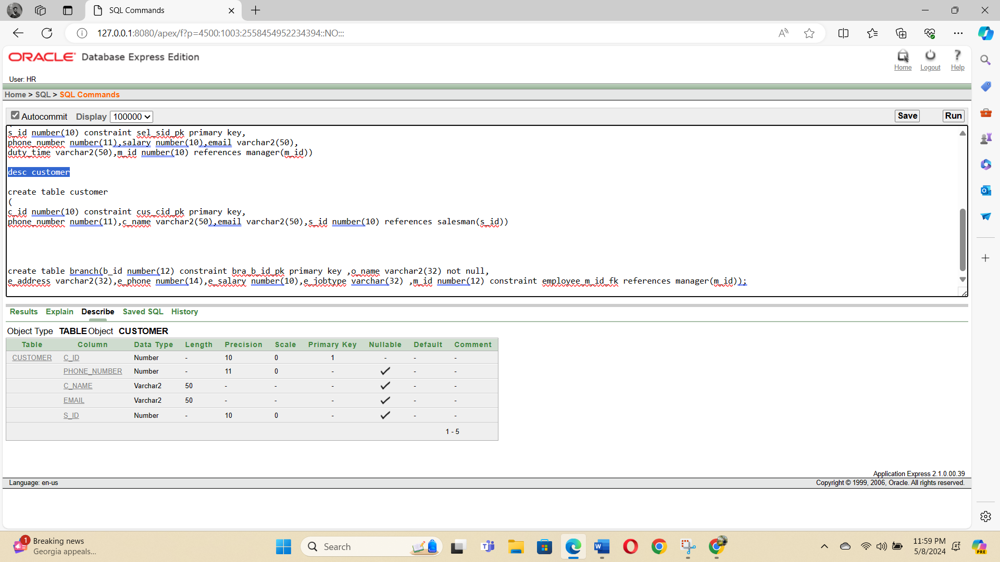 SQL Commands
127.0.0.1:8080/apex/f?p=4500:1003:2558454952234394::NO:::
ORACLE® Database Express Edition
Home Logout Help
User: HR
Home > SQL > SQL Commands
Autocommit Display 100000 Save Run
s_id number(10) constraint sel_sid_pk primary key,
phone_number number(11),salary number(10),email varchar2(50),
duty_time varchar2(50),m_id number(10) references manager(m_id))
desc customer
create table customer
(
c_id number(10) constraint cus_cid_pk primary key,
phone_number number(11),c_name varchar2(50),email varchar2(50),s_id number(10) references salesman(s_id))
create table branch(b_id number(12) constraint bra_b_id_pk primary key ,o_name varchar2(32) not null,
e_address varchar2(32),e_phone number(14),e_salary number(10),e_jobtype varchar(32) ,m_id number(12) constraint employee_m_id_fk references manager(m_id));
Results Explain Describe Saved SQL History
Object Type TABLE Object CUSTOMER
Table Column Data Type Length Precision Scale Primary Key Nullable Default Comment
CUSTOMER C_ID Number - 10 0 1 - - -
PHONE_NUMBER Number - 11 0 - ✓ - -
C_NAME Varchar2 50 - - - ✓ - -
EMAIL Varchar2 50 - - - ✓ - -
S_ID Number - 10 0 - ✓ - -
1 - 5
Application Express 2.1.0.00.39
Language: en-us Copyright © 1999, 2006, Oracle. All rights reserved.
1 Breaking news
Georgia appeals...
Search
11:59 PM
5/8/2024
PRE